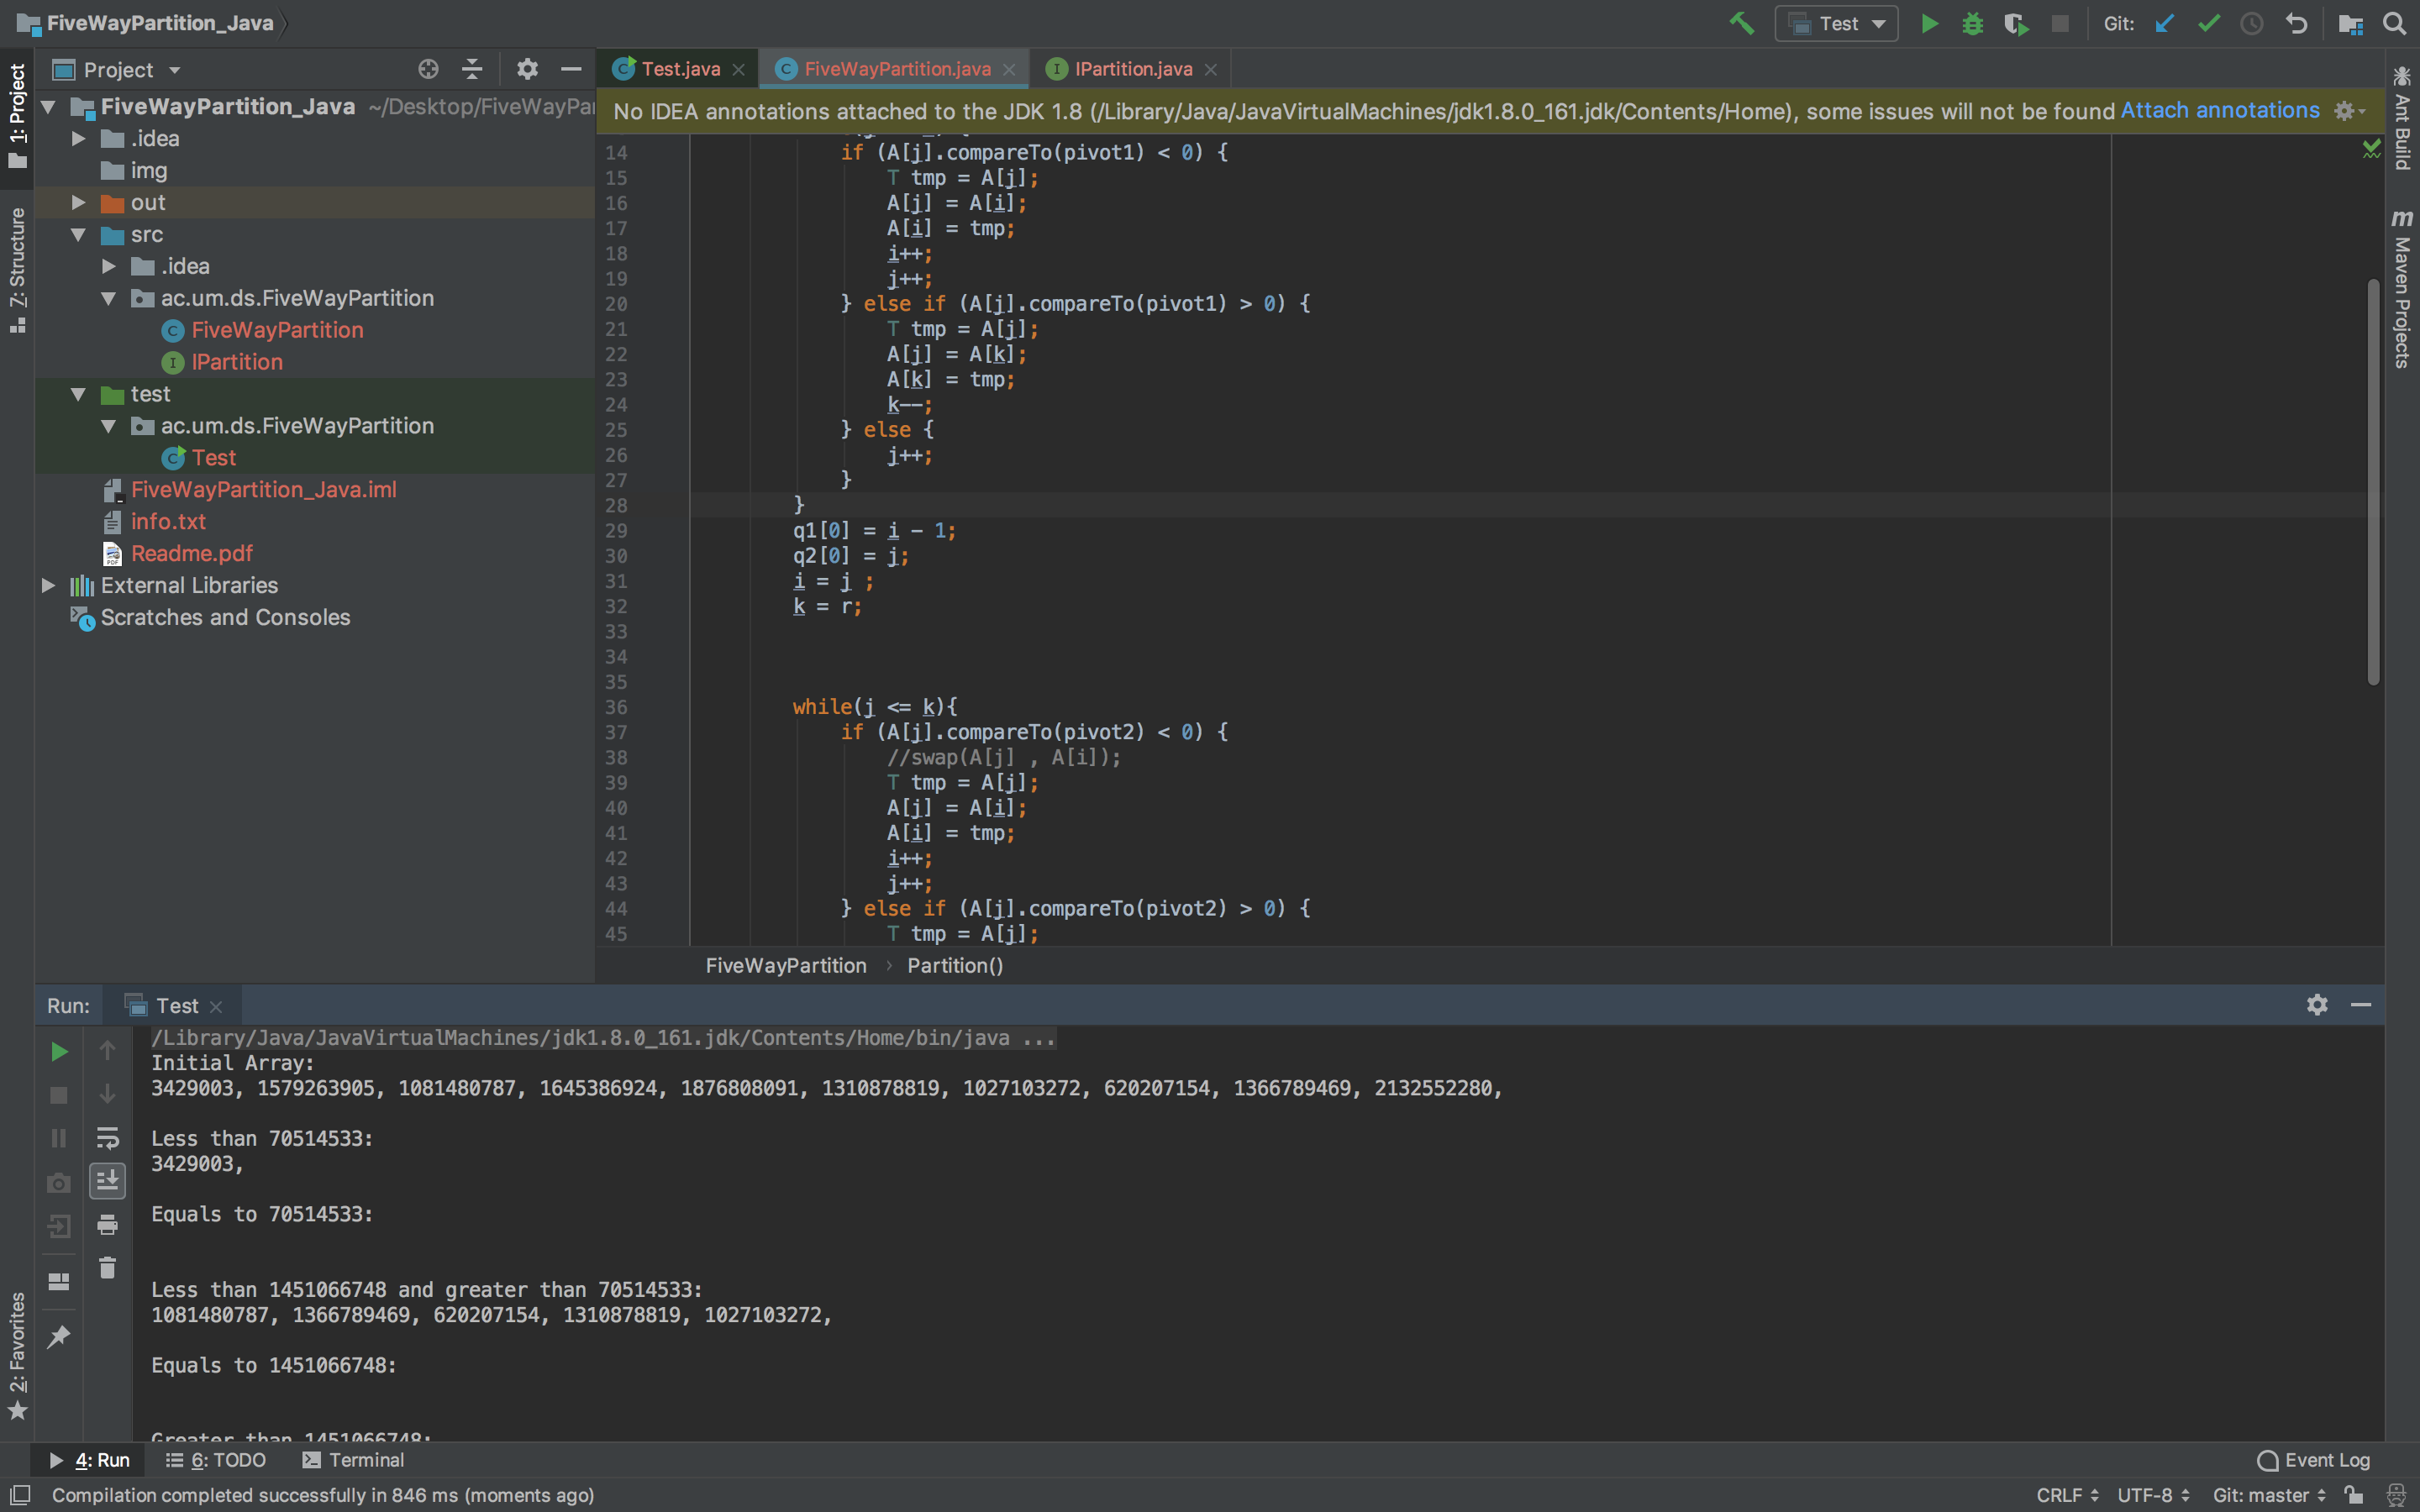 FiveWayPartition_Java
Test
Git:
1: Project
Z: Structure
2: Favorites
Project
FiveWayPartition_Java ~/Desktop/FiveWayPar
.idea
img
out
src
.idea
ac.um.ds.FiveWayPartition
FiveWayPartition
IPartition
test
ac.um.ds.FiveWayPartition
Test
FiveWayPartition_Java.iml
info.txt
Readme.pdf
External Libraries
Scratches and Consoles
Test.java
FiveWayPartition.java
IPartition.java
No IDEA annotations attached to the JDK 1.8 (/Library/Java/JavaVirtualMachines/jdk1.8.0_161.jdk/Contents/Home), some issues will not be found Attach annotations
14 if (A[j].compareTo(pivot1) < 0) {
15 T tmp = A[j];
16 A[j] = A[i];
17 A[i] = tmp;
18 i++;
19 j++;
20 } else if (A[j].compareTo(pivot1) > 0) {
21 T tmp = A[j];
22 A[j] = A[k];
23 A[k] = tmp;
24 k--;
25 } else {
26 j++;
27 }
28 }
29 q1[0] = i - 1;
30 q2[0] = j;
31 i = j ;
32 k = r;
33
34
35
36 while(j <= k){
37 if (A[j].compareTo(pivot2) < 0) {
38 //swap(A[j] , A[i]);
39 T tmp = A[j];
40 A[j] = A[i];
41 A[i] = tmp;
42 i++;
43 j++;
44 } else if (A[j].compareTo(pivot2) > 0) {
45 T tmp = A[j];
FiveWayPartition › Partition()
Ant Build
m Maven Projects
Run: Test
/Library/Java/JavaVirtualMachines/jdk1.8.0_161.jdk/Contents/Home/bin/java ...
Initial Array:
3429003, 1579263905, 1081480787, 1645386924, 1876808091, 1310878819, 1027103272, 620207154, 1366789469, 2132552280,
Less than 70514533:
3429003,
Equals to 70514533:
Less than 1451066748 and greater than 70514533:
1081480787, 1366789469, 620207154, 1310878819, 1027103272,
Equals to 1451066748:
Greater than 1451066748:
4: Run
6: TODO
Terminal
Event Log
Compilation completed successfully in 846 ms (moments ago)
CRLF
UTF-8
Git: master